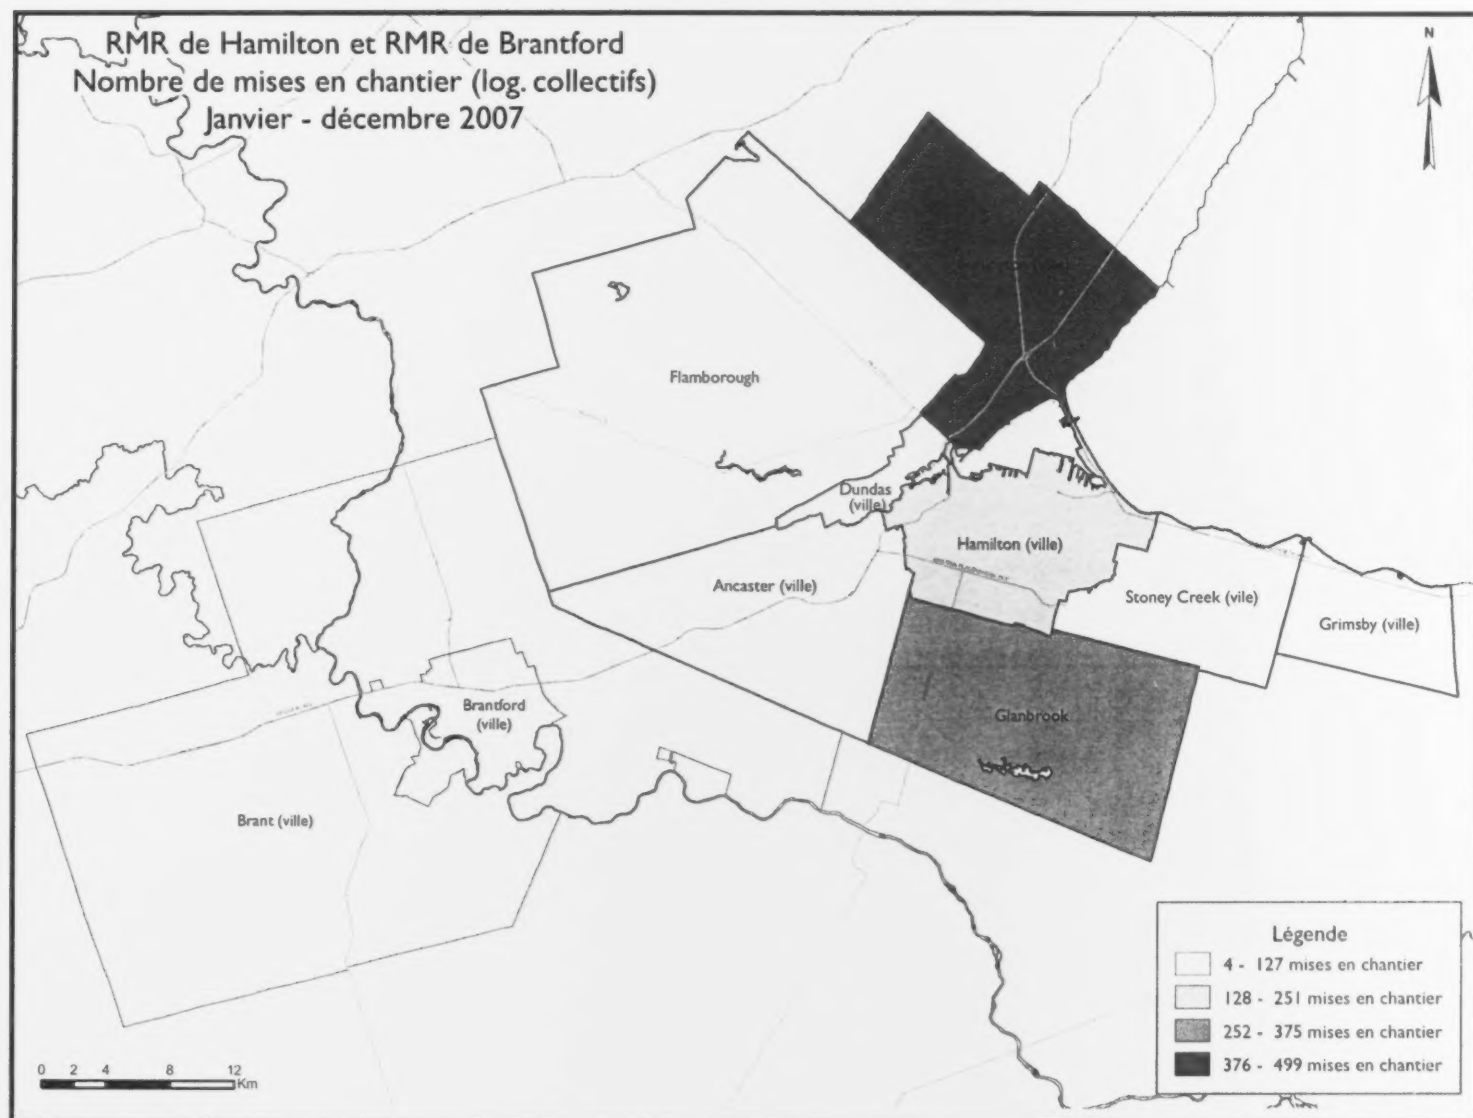 RMR de Hamilton et RMR de Brantford
Nombre de mises en chantier (log. collectifs)
Janvier - décembre 2007
N
Flamborough
Dundas
(ville)
Hamilton (ville)
Ancaster (ville)
Stoney Creek (vile)
Grimsby (ville)
Brantford
(ville)
Glanbrook
Brant (ville)
Légende
4 - 127 mises en chantier
128 - 251 mises en chantier
252 - 375 mises en chantier
376 - 499 mises en chantier
0 2 4 8 12
Km